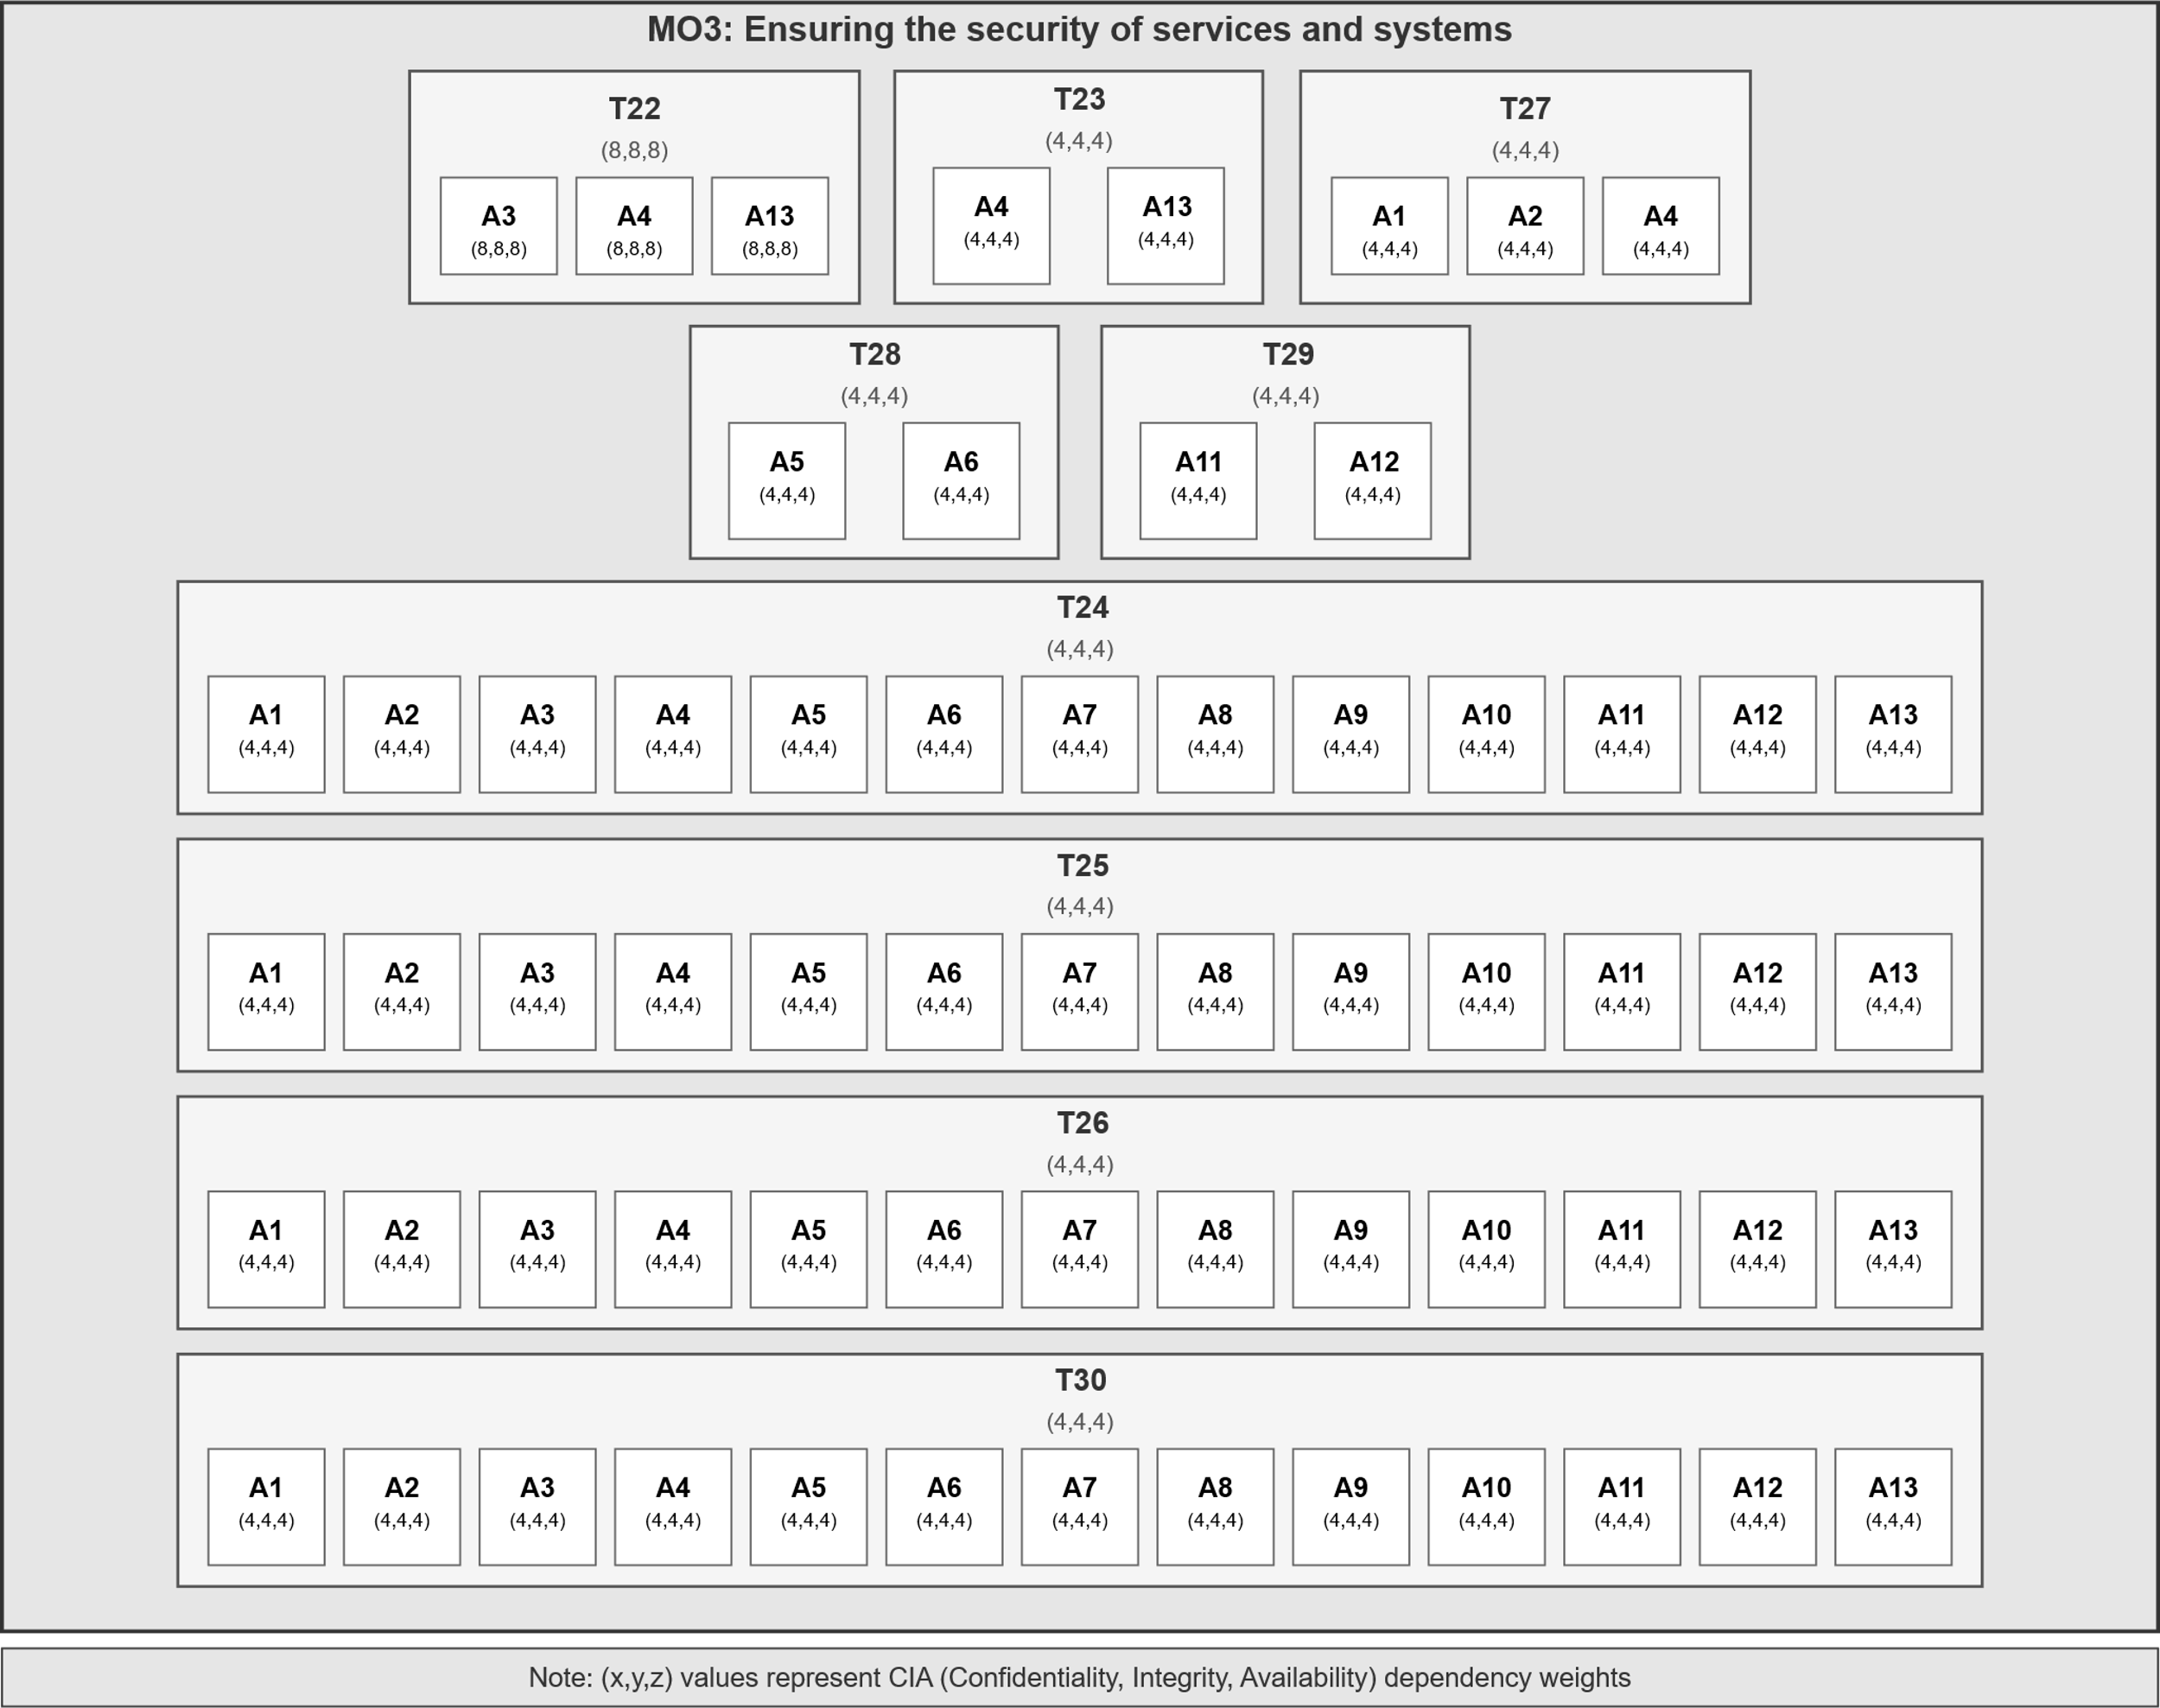 MO3: Ensuring the security of services and systems
T22
(8,8,8)
A3 A4 A13
(8,8,8) (8,8,8) (8,8,8)
T23
(4,4,4)
A4 A13
(4,4,4) (4,4,4)
T27
(4,4,4)
A1 A2 A4
(4,4,4) (4,4,4) (4,4,4)
T28
(4,4,4)
A5 A6
(4,4,4) (4,4,4)
T29
(4,4,4)
A11 A12
(4,4,4) (4,4,4)
T24
(4,4,4)
A1 A2 A3 A4 A5 A6 A7 A8 A9 A10 A11 A12 A13
(4,4,4) (4,4,4) (4,4,4) (4,4,4) (4,4,4) (4,4,4) (4,4,4) (4,4,4) (4,4,4) (4,4,4) (4,4,4) (4,4,4) (4,4,4)
T25
(4,4,4)
A1 A2 A3 A4 A5 A6 A7 A8 A9 A10 A11 A12 A13
(4,4,4) (4,4,4) (4,4,4) (4,4,4) (4,4,4) (4,4,4) (4,4,4) (4,4,4) (4,4,4) (4,4,4) (4,4,4) (4,4,4) (4,4,4)
T26
(4,4,4)
A1 A2 A3 A4 A5 A6 A7 A8 A9 A10 A11 A12 A13
(4,4,4) (4,4,4) (4,4,4) (4,4,4) (4,4,4) (4,4,4) (4,4,4) (4,4,4) (4,4,4) (4,4,4) (4,4,4) (4,4,4) (4,4,4)
T30
(4,4,4)
A1 A2 A3 A4 A5 A6 A7 A8 A9 A10 A11 A12 A13
(4,4,4) (4,4,4) (4,4,4) (4,4,4) (4,4,4) (4,4,4) (4,4,4) (4,4,4) (4,4,4) (4,4,4) (4,4,4) (4,4,4) (4,4,4)
Note: (x,y,z) values represent CIA (Confidentiality, Integrity, Availability) dependency weights